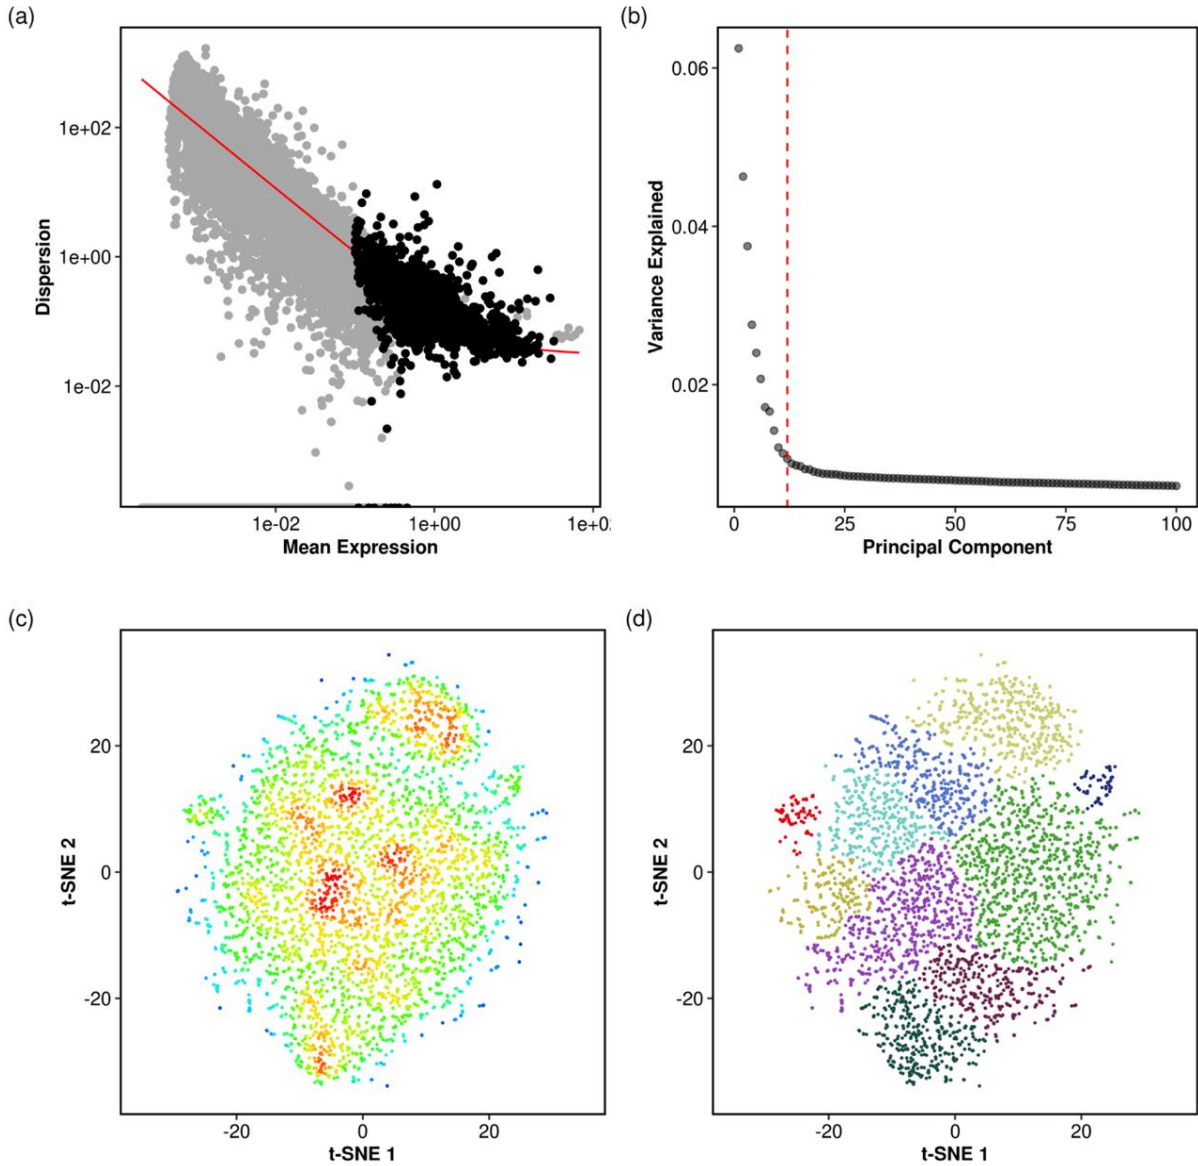 (a)
Dispersion
1e+02
1e+00
1e-02
1e-02
1e+00
1e+0
Mean Expression
(b)
Variance Explained
0.06
0.04
0.02
0
25
50
75
100
Principal Component
(c)
t-SNE 2
20
0
-20
-20
0
20
t-SNE 1
(d)
t-SNE 2
20
0
-20
-20
0
20
t-SNE 1